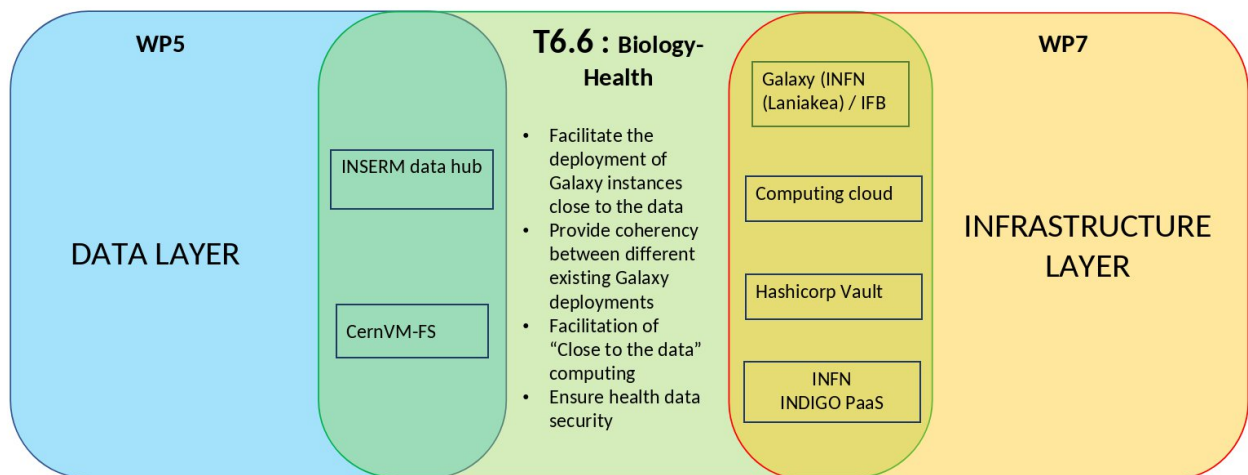 WP5
DATA LAYER
INSERM data hub
CernVM-FS
T6.6 : Biology-
Health
• Facilitate the
deployment of
Galaxy instances
close to the data
• Provide coherency
between different
existing Galaxy
deployments
• Facilitation of
“Close to the data”
computing
• Ensure health data
security
Galaxy (INFN
(Laniakea) / IFB
Computing cloud
Hashicorp Vault
INFN
INDIGO PaaS
WP7
INFRASTRUCTURE
LAYER